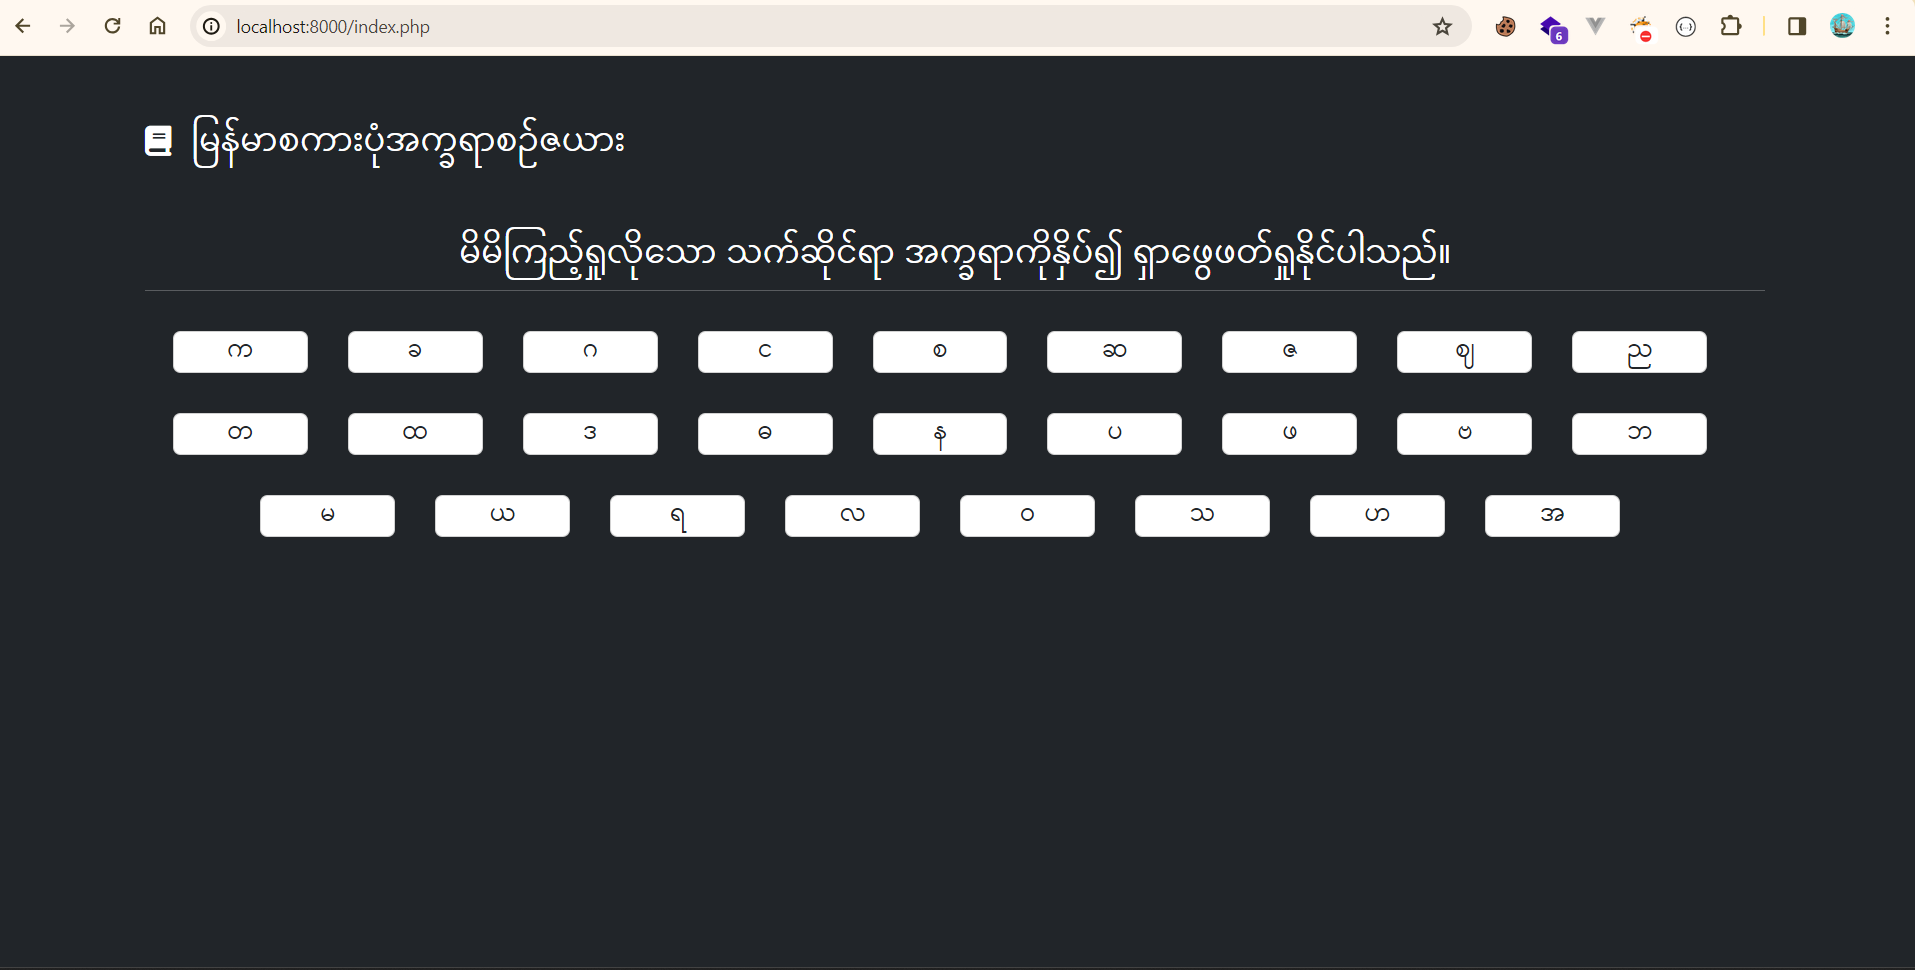 localhost:8000/index.php
6
မြန်မာစကားပုံအက္ခရာစဉ်ဇယား
မိမိကြည့်ရှုလိုသော သက်ဆိုင်ရာ အက္ခရာကိုနှိပ်၍ ရှာဖွေဖတ်ရှုနိုင်ပါသည်။
က ခ ဂ င စ ဆ ဇ ဈ ည
တ ထ ဒ ဓ န ပ ဖ ဗ ဘ
မ ယ ရ လ ဝ သ ဟ အ